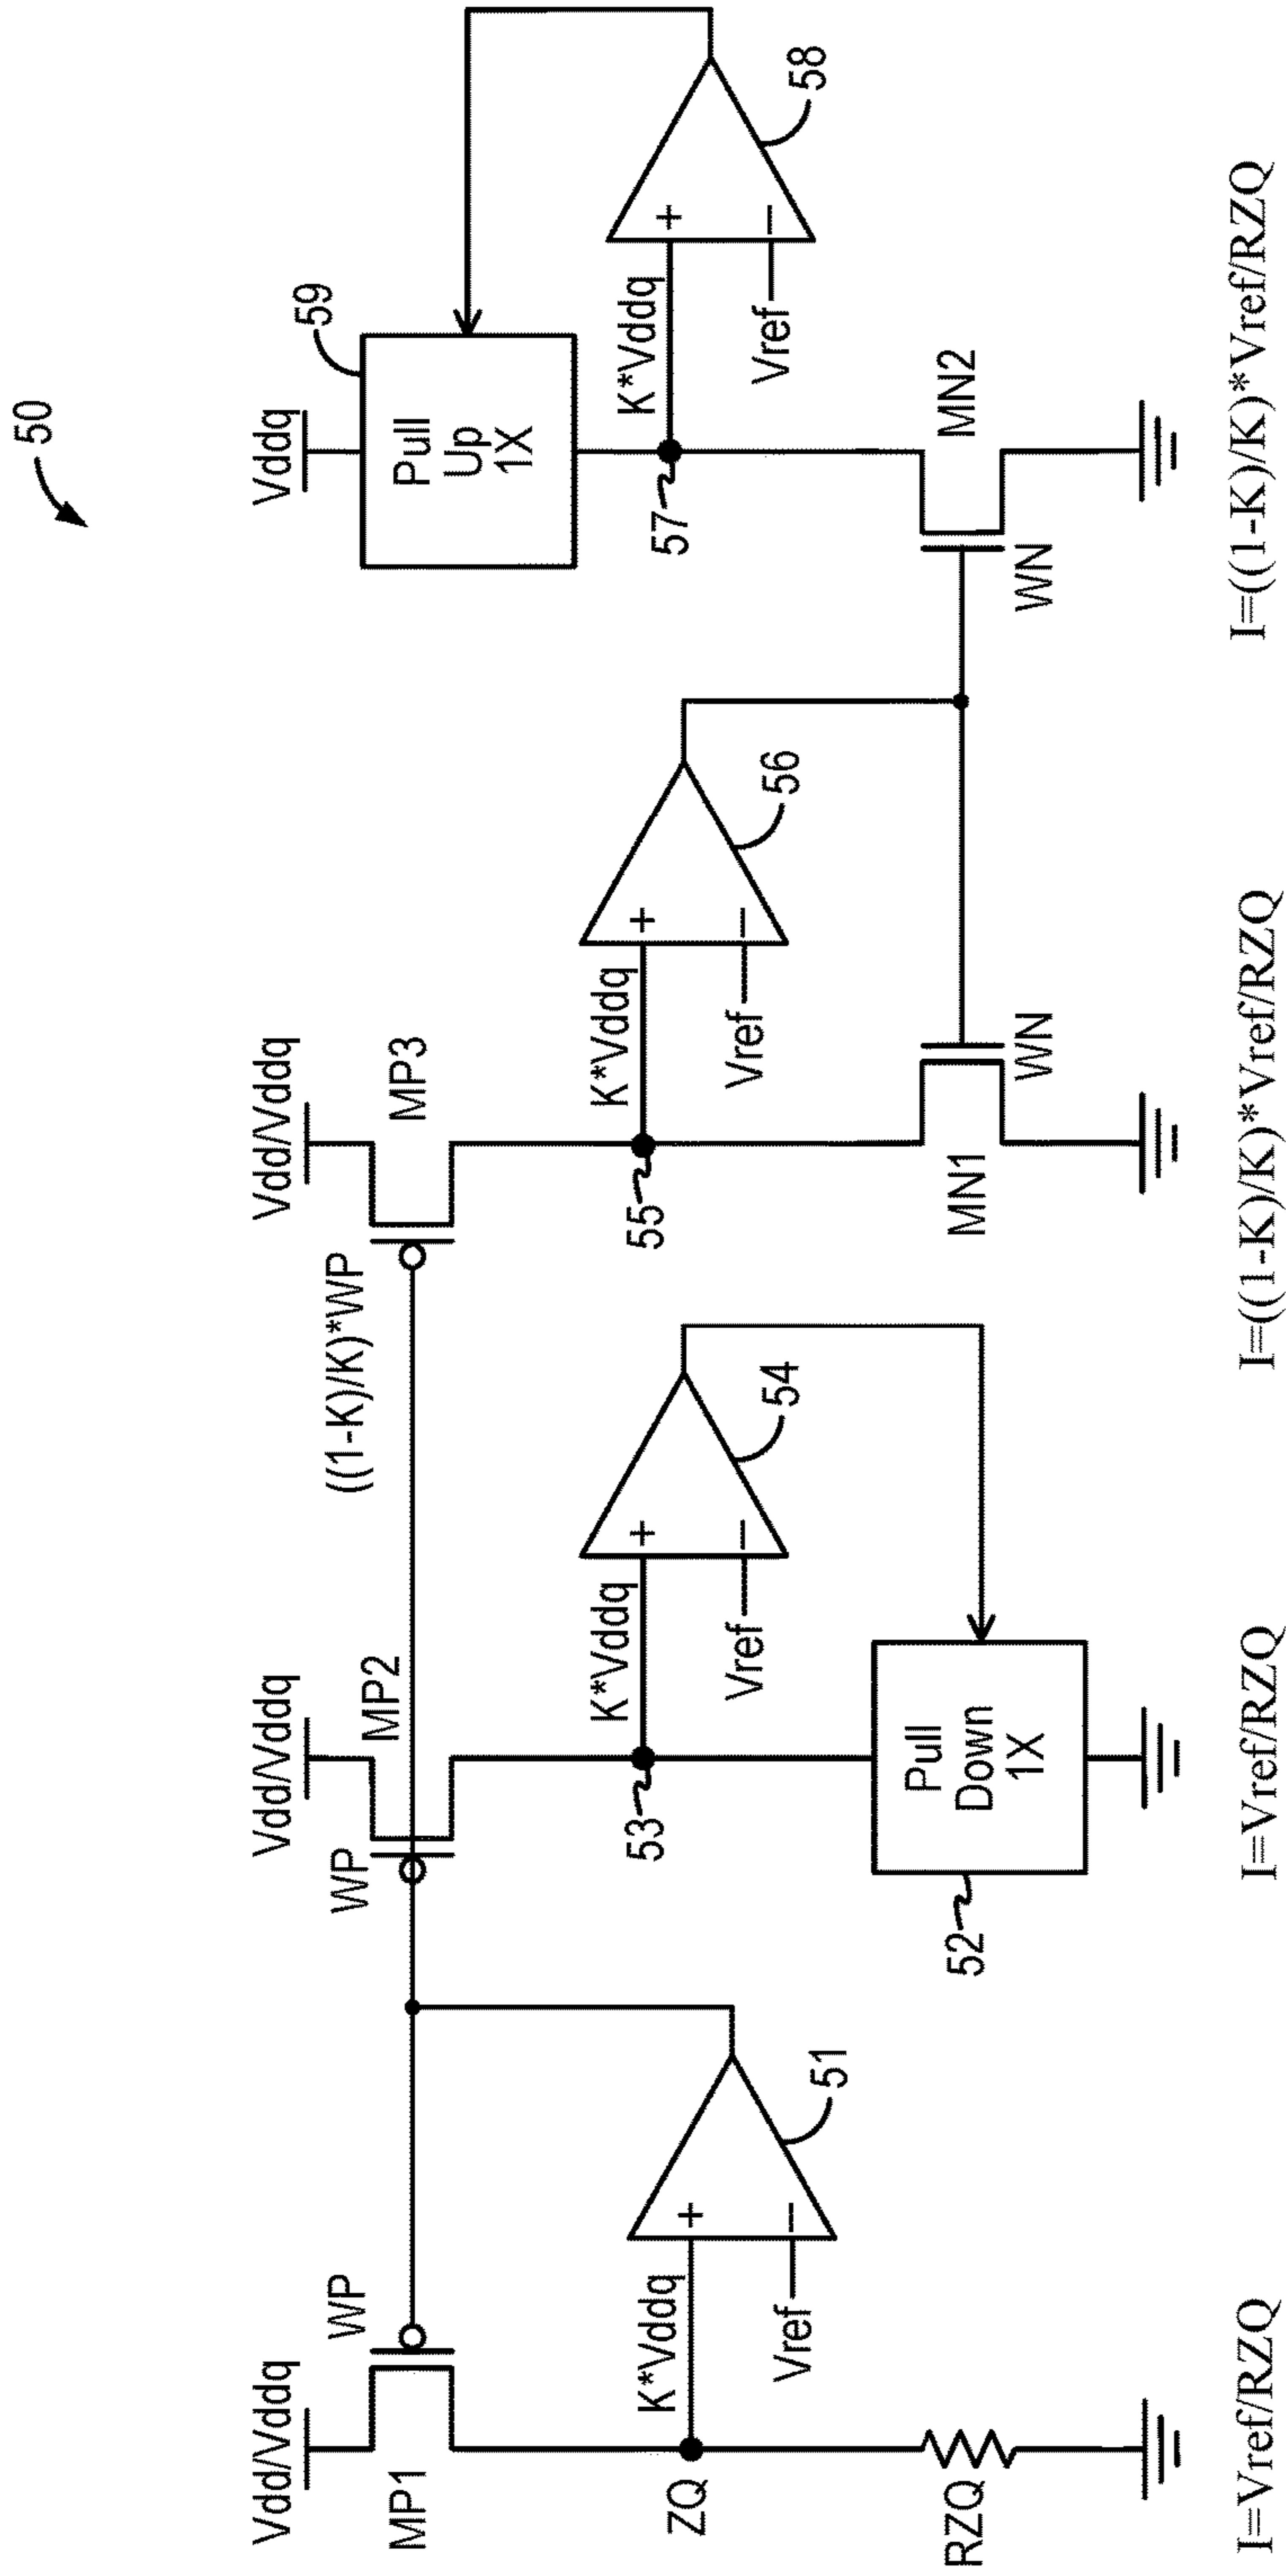 50
Vdd/Vddq
MP1
WP
ZQ
K*Vddq
+
−
Vref
51
RZQ
I=Vref/RZQ
Vdd/Vddq
WP
MP2
53
K*Vddq
+
−
Vref
54
Pull
Down
1X
52
I=Vref/RZQ
Vdd/Vddq
((1-K)/K)*WP
MP3
55
K*Vddq
+
−
Vref
56
MN1
WN
I=((1-K)/K)*Vref/RZQ
Vddq
Pull
Up
1X
59
57
K*Vddq
+
−
Vref
58
WN
MN2
I=((1-K)/K)*Vref/RZQ